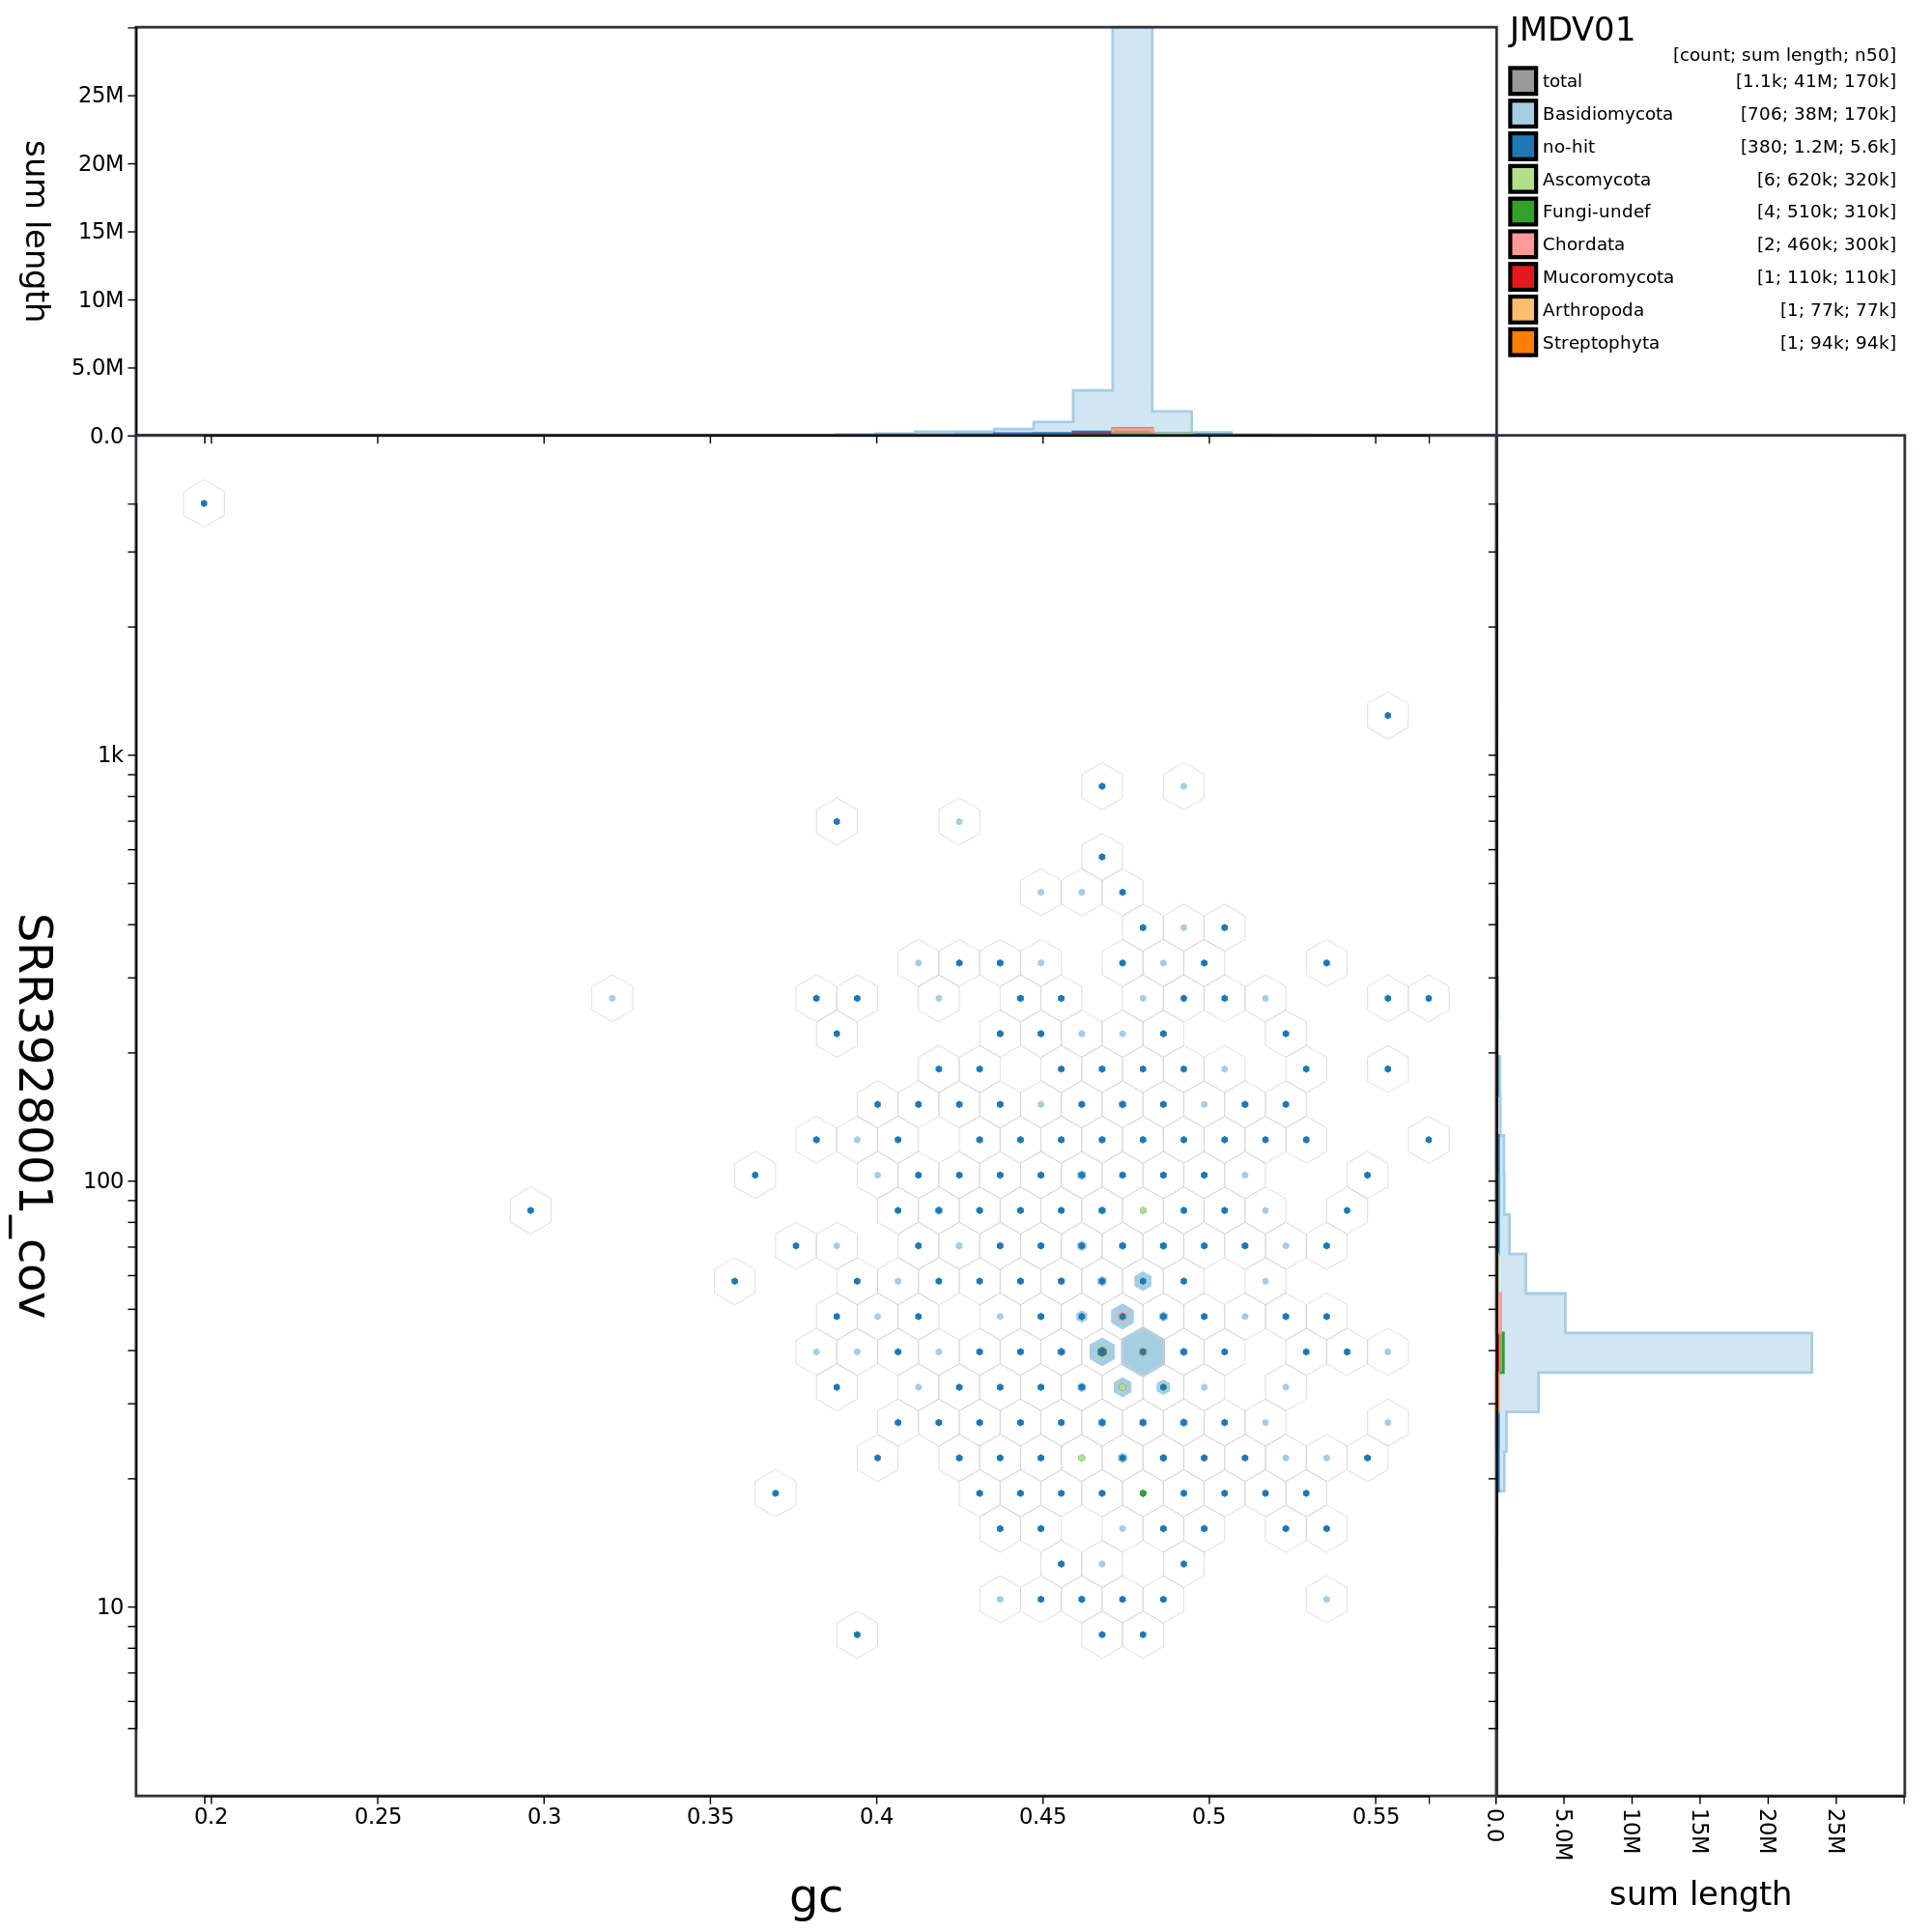 JMDV01
[count; sum length; n50]
total [1.1k; 41M; 170k]
Basidiomycota [706; 38M; 170k]
no-hit [380; 1.2M; 5.6k]
Ascomycota [6; 620k; 320k]
Fungi-undef [4; 510k; 310k]
Chordata [2; 460k; 300k]
Mucoromycota [1; 110k; 110k]
Arthropoda [1; 77k; 77k]
Streptophyta [1; 94k; 94k]
sum length
25M
20M
15M
10M
5.0M
0.0
SRR3928001_cov
1k
100
10
0.2 0.25 0.3 0.35 0.4 0.45 0.5 0.55
gc
0.0 5.0M 10M 15M 20M 25M
sum length